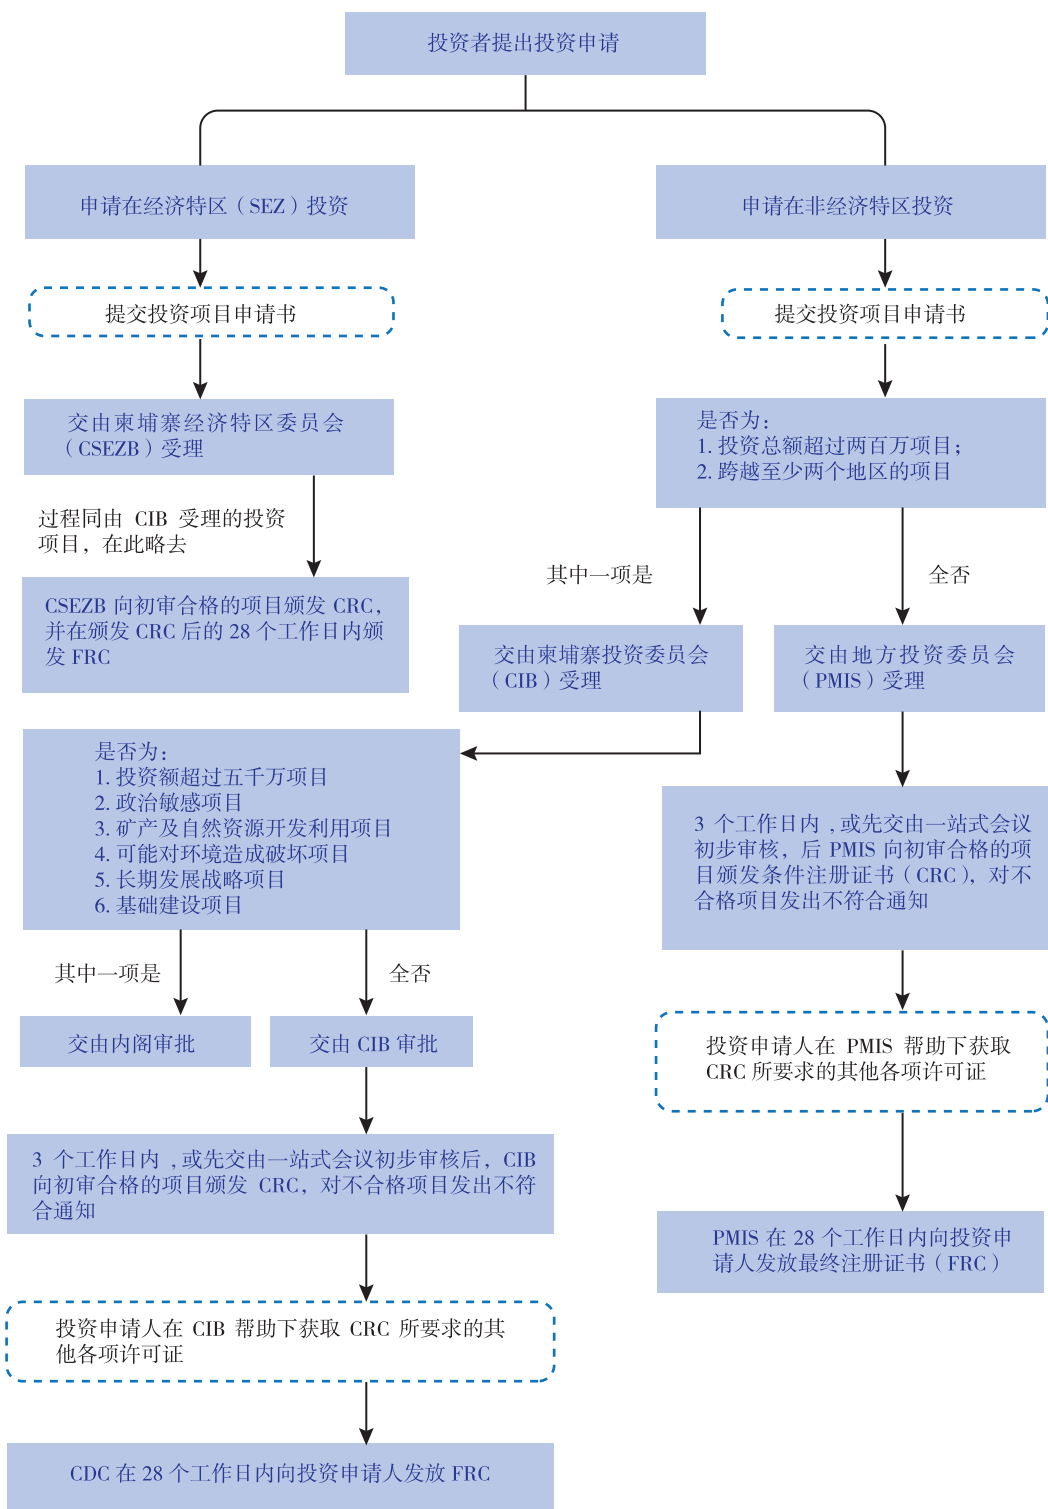 投资者提出投资申请
申请在经济特区（SEZ）投资
申请在非经济特区投资
提交投资项目申请书
提交投资项目申请书
交由柬埔寨经济特区委员会
（CSEZB）受理
是否为：
1. 投资总额超过两百万项目；
2. 跨越至少两个地区的项目
过程同由 CIB 受理的投资
项目，在此略去
其中一项是
全否
CSEZB 向初审合格的项目颁发 CRC，
并在颁发 CRC 后的 28 个工作日内颁
发 FRC
交由柬埔寨投资委员会
（CIB）受理
交由地方投资委员会
（PMIS）受理
是否为：
1. 投资额超过五千万项目
2. 政治敏感项目
3. 矿产及自然资源开发利用项目
4. 可能对环境造成破坏项目
5. 长期发展战略项目
6. 基础建设项目
3 个工作日内，或先交由一站式会议
初步审核，后 PMIS 向初审合格的项
目颁发条件注册证书（CRC），对不
合格项目发出不符合通知
其中一项是
全否
交由内阁审批
交由 CIB 审批
投资申请人在 PMIS 帮助下获取
CRC 所要求的其他各项许可证
3 个工作日内，或先交由一站式会议初步审核后，CIB
向初审合格的项目颁发 CRC，对不合格项目发出不符
合通知
PMIS 在 28 个工作日内向投资申
请人发放最终注册证书（FRC）
投资申请人在 CIB 帮助下获取 CRC 所要求的其
他各项许可证
CDC 在 28 个工作日内向投资申请人发放 FRC